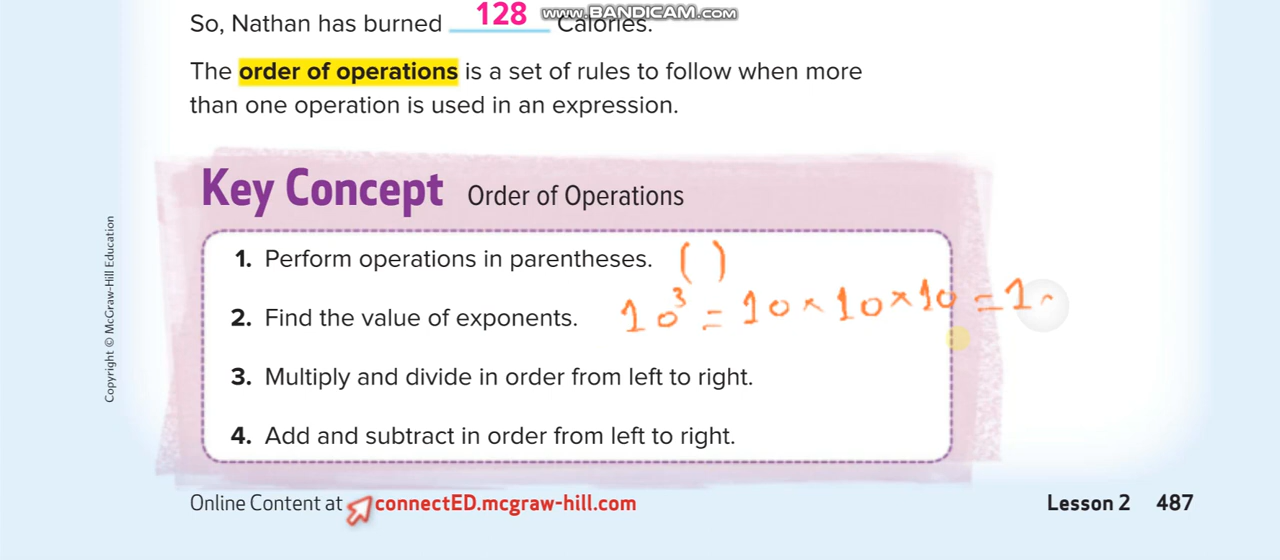 So, Nathan has burned 128 Calories.
www.BANDICAM.com
The order of operations is a set of rules to follow when more
than one operation is used in an expression.
Key Concept Order of Operations
1. Perform operations in parentheses. ( )
2. Find the value of exponents. 10³ = 10 × 10 × 10 = 1
3. Multiply and divide in order from left to right.
4. Add and subtract in order from left to right.
Copyright © McGraw-Hill Education
Online Content at connectED.mcgraw-hill.com
Lesson 2 487